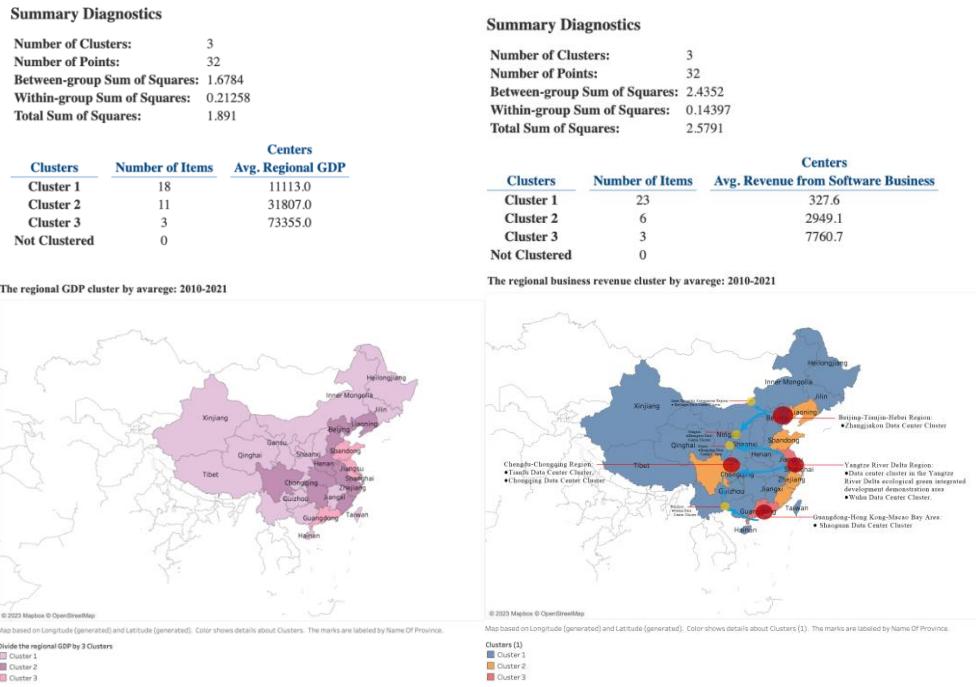 Summary Diagnostics
Number of Clusters: 3
Number of Points: 32
Between-group Sum of Squares: 1.6784
Within-group Sum of Squares: 0.21258
Total Sum of Squares: 1.891
Centers
Clusters Number of Items Avg. Regional GDP
Cluster 1 18 11113.0
Cluster 2 11 31807.0
Cluster 3 3 73355.0
Not Clustered 0
The regional GDP cluster by avarege: 2010-2021
Heilongjiang
Inner Mongolia
Jilin
Xinjiang
Liaoning
Beijing
Gansu
Shandong
Qinghai
Shaanxi
Henan
Jiangsu
Tibet
Shanghai
Chongqing
Zhejiang
Guizhou
Jiangxi
Guangdong
Taiwan
Hainan
© 2023 Mapbox © OpenStreetMap
Map based on Longitude (generated) and Latitude (generated). Color shows details about Clusters. The marks are labeled by Name Of Province.
Divide the regional GDP by 3 Clusters
Cluster 1
Cluster 2
Cluster 3
Summary Diagnostics
Number of Clusters: 3
Number of Points: 32
Between-group Sum of Squares: 2.4352
Within-group Sum of Squares: 0.14397
Total Sum of Squares: 2.5791
Centers
Clusters Number of Items Avg. Revenue from Software Business
Cluster 1 23 327.6
Cluster 2 6 2949.1
Cluster 3 3 7760.7
Not Clustered 0
The regional business revenue cluster by avarege: 2010-2021
Heilongjiang
Inner Mongolia
Jilin
Xinjiang
Liaoning
Beijing-Tianjin-Hebei Region:
●Zhangjiakou Data Center Cluster
Shandong
Qinghai
Shaanxi
Henan
Chengdu-Chongqing Region:
●Tianfu Data Center Cluster,
●Chongqing Data Center Cluster
Tibet
Chongqing
Zhejiang
Yangtze River Delta Region:
●Data center cluster in the Yangtze
River Delta ecological green integrated
development demonstration area
●Wuhu Data Center Cluster.
Guizhou
Jiangxi
Taiwan
Guangdong-Hong Kong-Macao Bay Area:
● Shaoguan Data Center Cluster
Hainan
© 2023 Mapbox © OpenStreetMap
Map based on Longitude (generated) and Latitude (generated). Color shows details about Clusters (1). The marks are labeled by Name Of Province.
Clusters (1)
Cluster 1
Cluster 2
Cluster 3